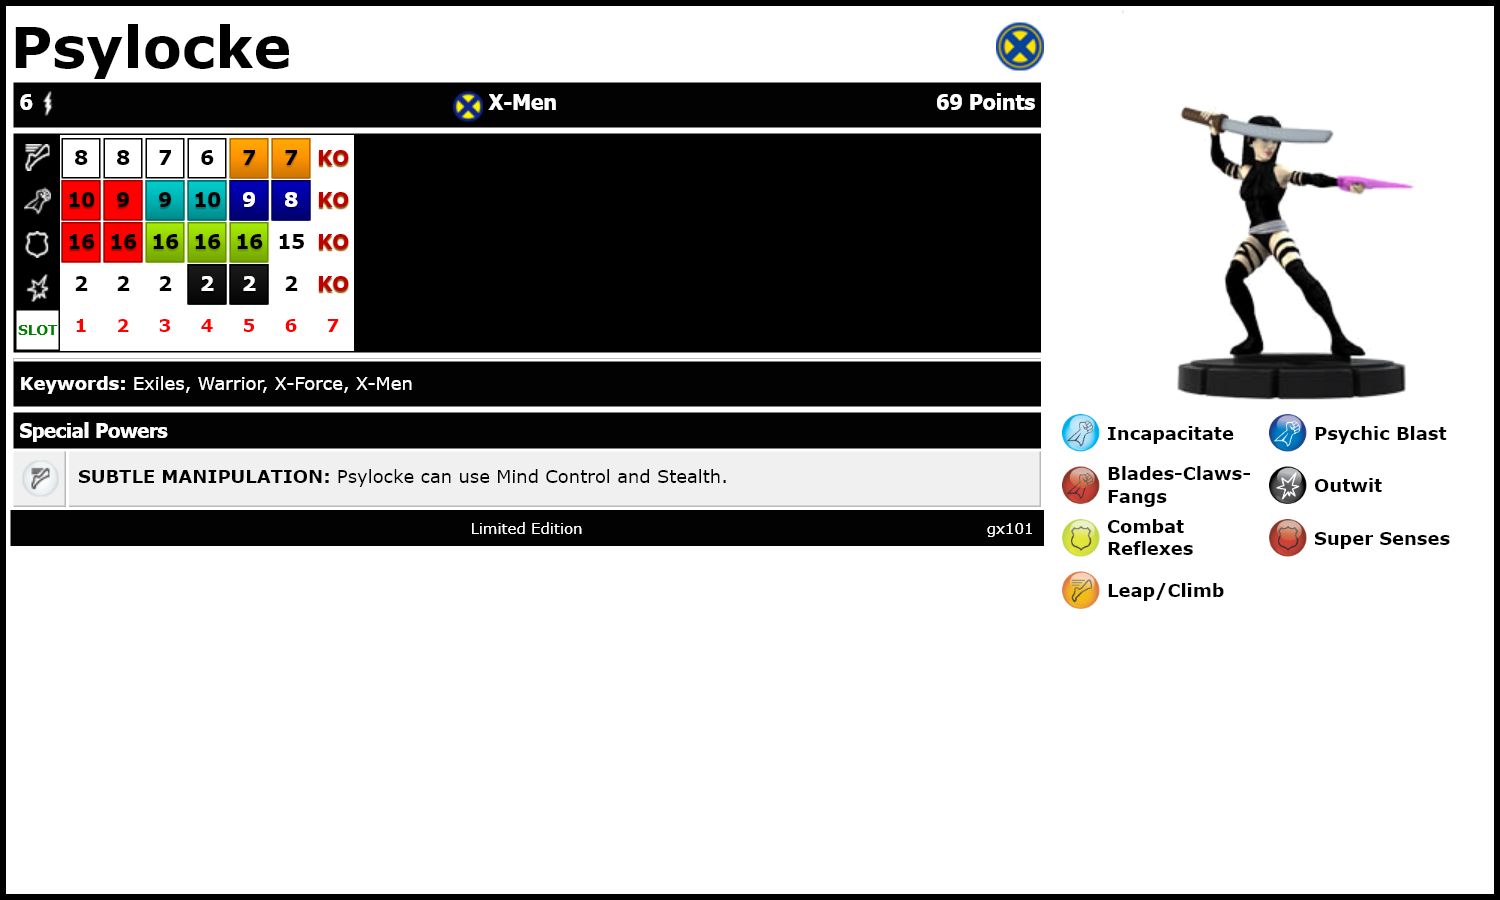 Psylocke
6 X-Men 69 Points
8 8 7 6 7 7 KO
10 9 9 10 9 8 KO
16 16 16 16 16 15 KO
2 2 2 2 2 2 KO
SLOT 1 2 3 4 5 6 7
Keywords: Exiles, Warrior, X-Force, X-Men
Special Powers
SUBTLE MANIPULATION: Psylocke can use Mind Control and Stealth.
Limited Edition gx101
Incapacitate
Psychic Blast
Blades-Claws-
Fangs
Outwit
Combat
Reflexes
Super Senses
Leap/Climb